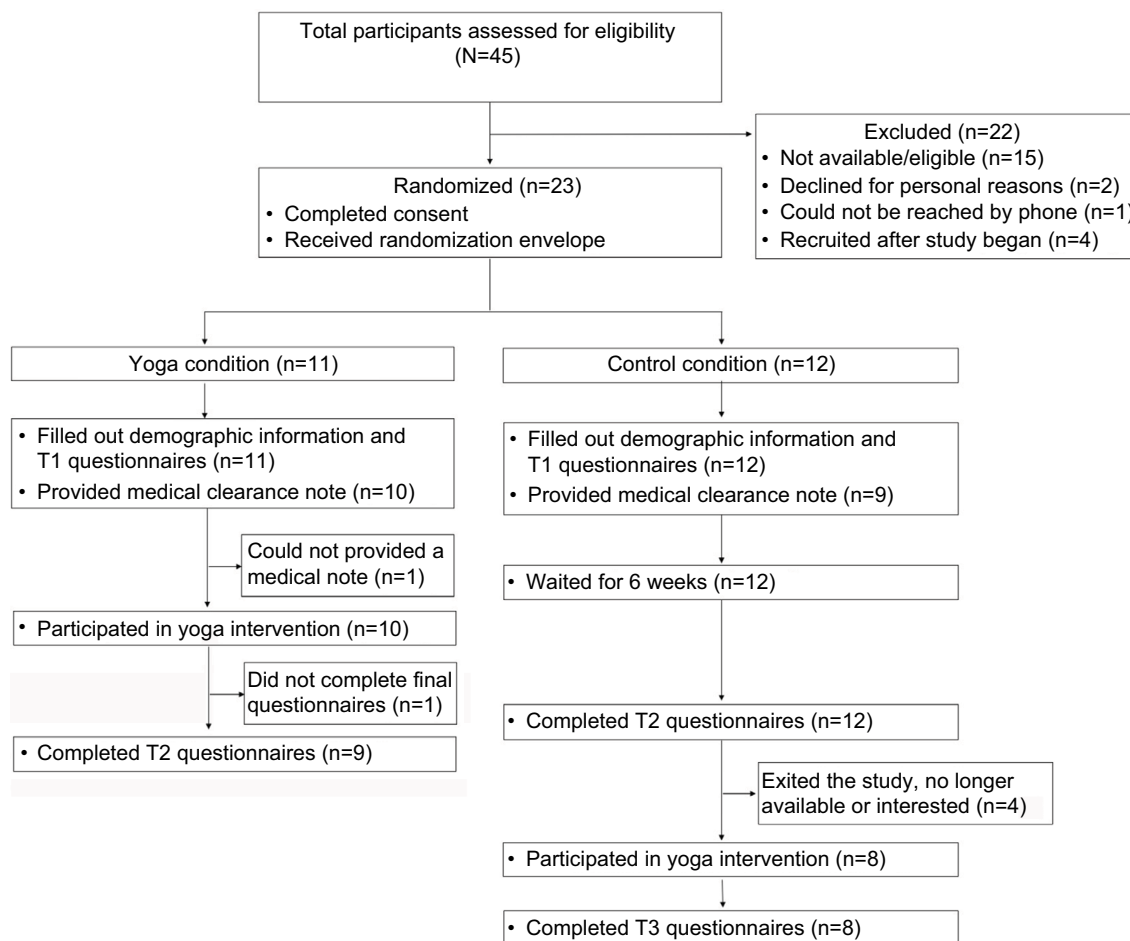 Total participants assessed for eligibility
(N=45)
Excluded (n=22)
• Not available/eligible (n=15)
• Declined for personal reasons (n=2)
• Could not be reached by phone (n=1)
• Recruited after study began (n=4)
Randomized (n=23)
• Completed consent
• Received randomization envelope
Yoga condition (n=11)
• Filled out demographic information and
T1 questionnaires (n=11)
• Provided medical clearance note (n=10)
Could not provided a
medical note (n=1)
• Participated in yoga intervention (n=10)
Did not complete final
questionnaires (n=1)
• Completed T2 questionnaires (n=9)
Control condition (n=12)
• Filled out demographic information and
T1 questionnaires (n=12)
• Provided medical clearance note (n=9)
• Waited for 6 weeks (n=12)
• Completed T2 questionnaires (n=12)
Exited the study, no longer
available or interested (n=4)
• Participated in yoga intervention (n=8)
• Completed T3 questionnaires (n=8)